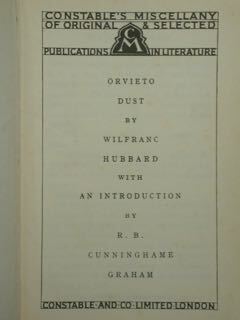 CONSTABLE'S MISCELLANY
OF ORIGINAL & SELECTED
CM
PUBLICATIONS IN LITERATURE
ORVIETO
DUST
BY
WILFRANC
HUBBARD
WITH
AN INTRODUCTION
BY
R. B.
CUNNINGHAME
GRAHAM
CONSTABLE·AND·CO·LIMITED·LONDON